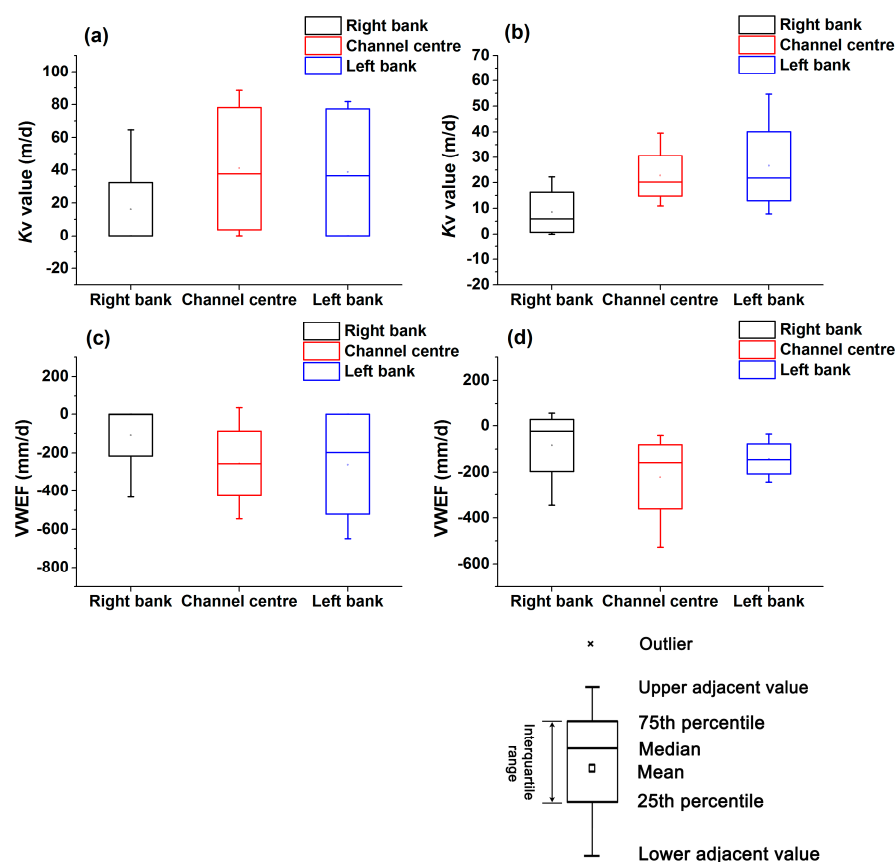 (a)
Right bank
Channel centre
Left bank
Kv value (m/d)
100
80
60
40
20
0
-20
Right bank Channel centre Left bank
(b)
Right bank
Channel centre
Left bank
Kv value (m/d)
70
60
50
40
30
20
10
0
-10
-20
Right bank Channel centre Left bank
(c)
Right bank
Channel centre
Left bank
VWEF (mm/d)
200
0
-200
-400
-600
-800
Right bank Channel centre Left bank
(d)
Right bank
Channel centre
Left bank
VWEF (mm/d)
200
0
-200
-400
-600
Right bank Channel centre Left bank
Outlier
Upper adjacent value
75th percentile
Median
Mean
25th percentile
Lower adjacent value
Interquartile
range